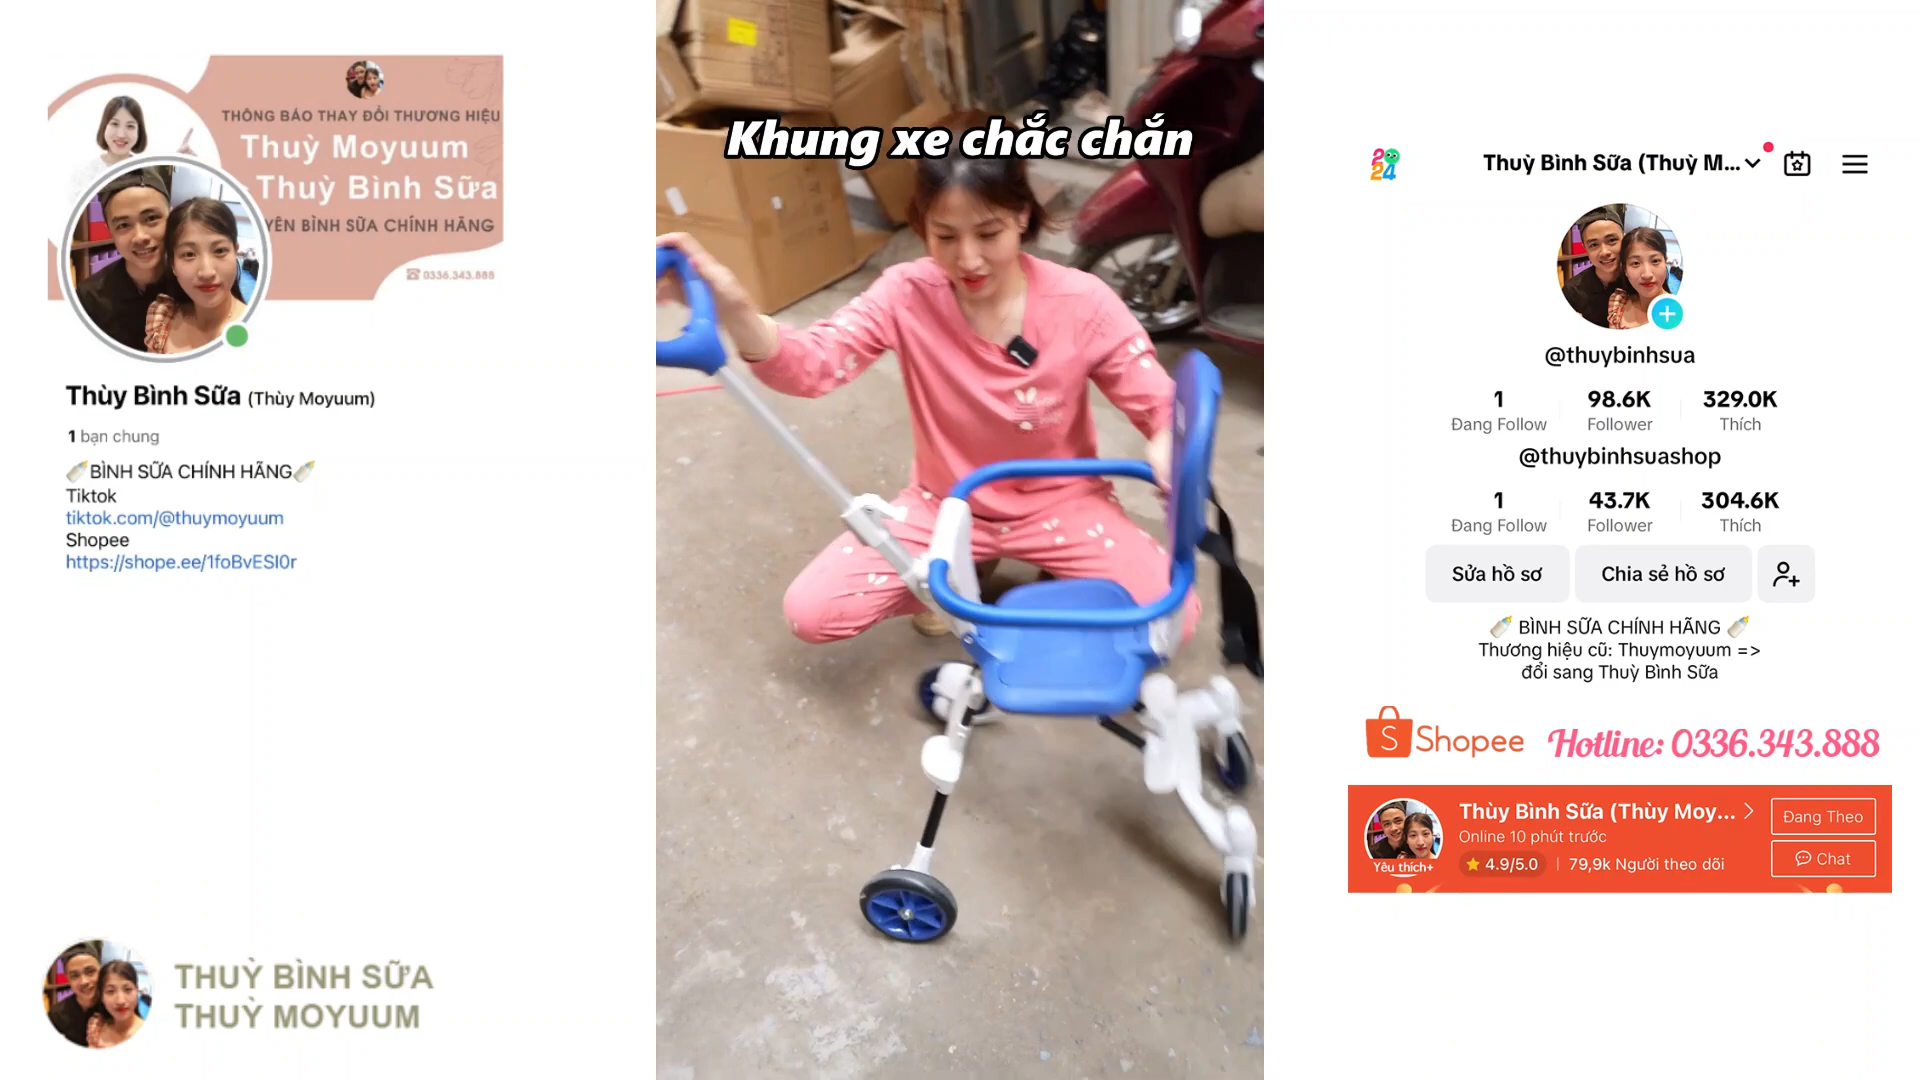 THÔNG BÁO THAY ĐỔI THƯƠNG HIỆU
Thuỳ Moyuum
Thuỳ Bình Sữa
YÊN BÌNH SỮA CHÍNH HÃNG
☎ 0336.343.888
Thùy Bình Sữa (Thùy Moyuum)
1 bạn chung
🍼BÌNH SỮA CHÍNH HÃNG🍼
Tiktok
tiktok.com/@thuymoyuum
Shopee
https://shope.ee/1foBvESI0r
THUỲ BÌNH SỮA
THUỲ MOYUUM
Khung xe chắc chắn
2024
Thuỳ Bình Sữa (Thuỳ M...
@thuybinhsua
1 98.6K 329.0K
Đang Follow Follower Thích
@thuybinhsuashop
1 43.7K 304.6K
Đang Follow Follower Thích
Sửa hồ sơ Chia sẻ hồ sơ
🍼 BÌNH SỮA CHÍNH HÃNG 🍼
Thương hiệu cũ: Thuymoyuum =>
đổi sang Thuỳ Bình Sữa
Shopee Hotline: 0336.343.888
Thùy Bình Sữa (Thùy Moy... > Đang Theo
Online 10 phút trước
Yêu thích+ ★ 4.9/5.0 | 79,9k Người theo dõi Chat